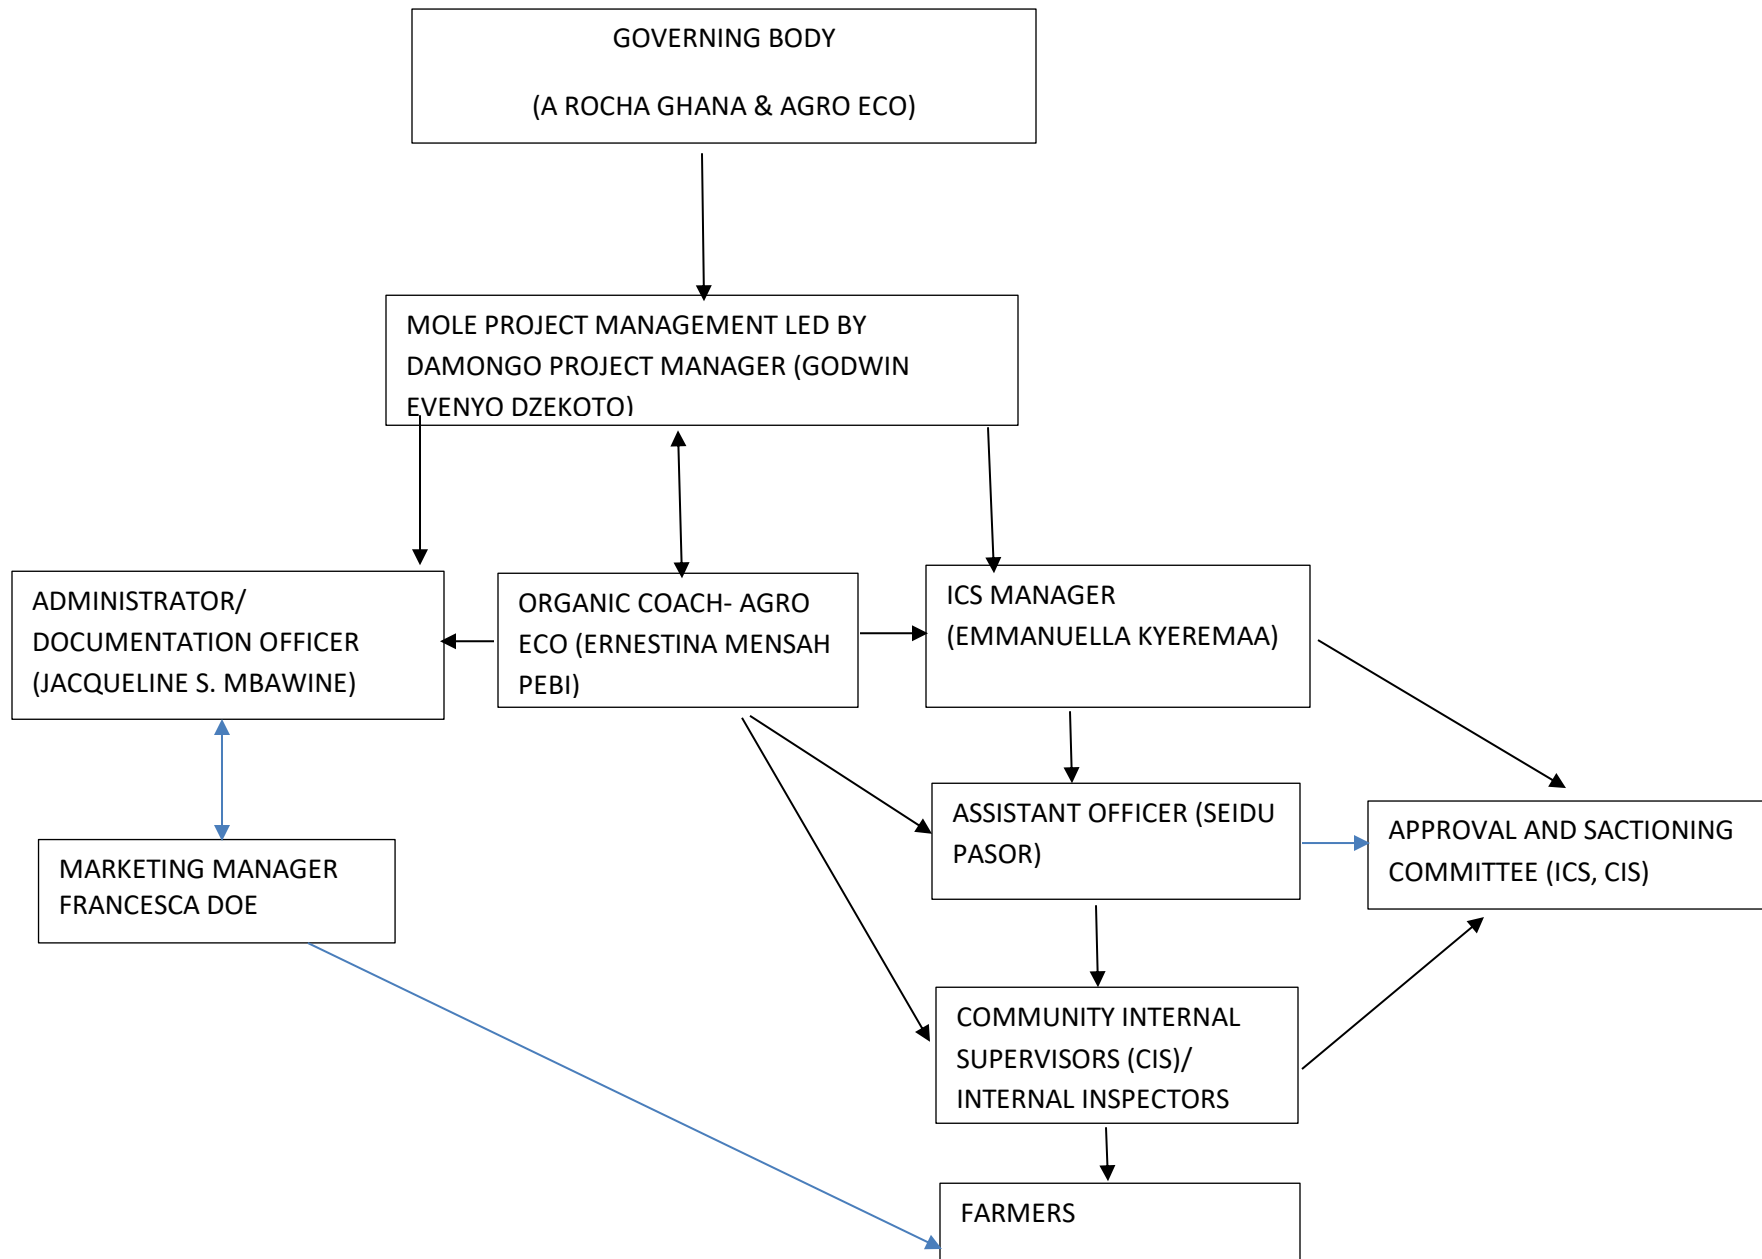 GOVERNING BODY
(A ROCHA GHANA & AGRO ECO)
MOLE PROJECT MANAGEMENT LED BY
DAMONGO PROJECT MANAGER (GODWIN
EVENYO DZEKOTO)
ADMINISTRATOR/
DOCUMENTATION OFFICER
(JACQUELINE S. MBAWINE)
ORGANIC COACH- AGRO
ECO (ERNESTINA MENSAH
PEBI)
ICS MANAGER
(EMMANUELLA KYEREMAA)
ASSISTANT OFFICER (SEIDU
PASOR)
APPROVAL AND SACTIONING
COMMITTEE (ICS, CIS)
MARKETING MANAGER
FRANCESCA DOE
COMMUNITY INTERNAL
SUPERVISORS (CIS)/
INTERNAL INSPECTORS
FARMERS